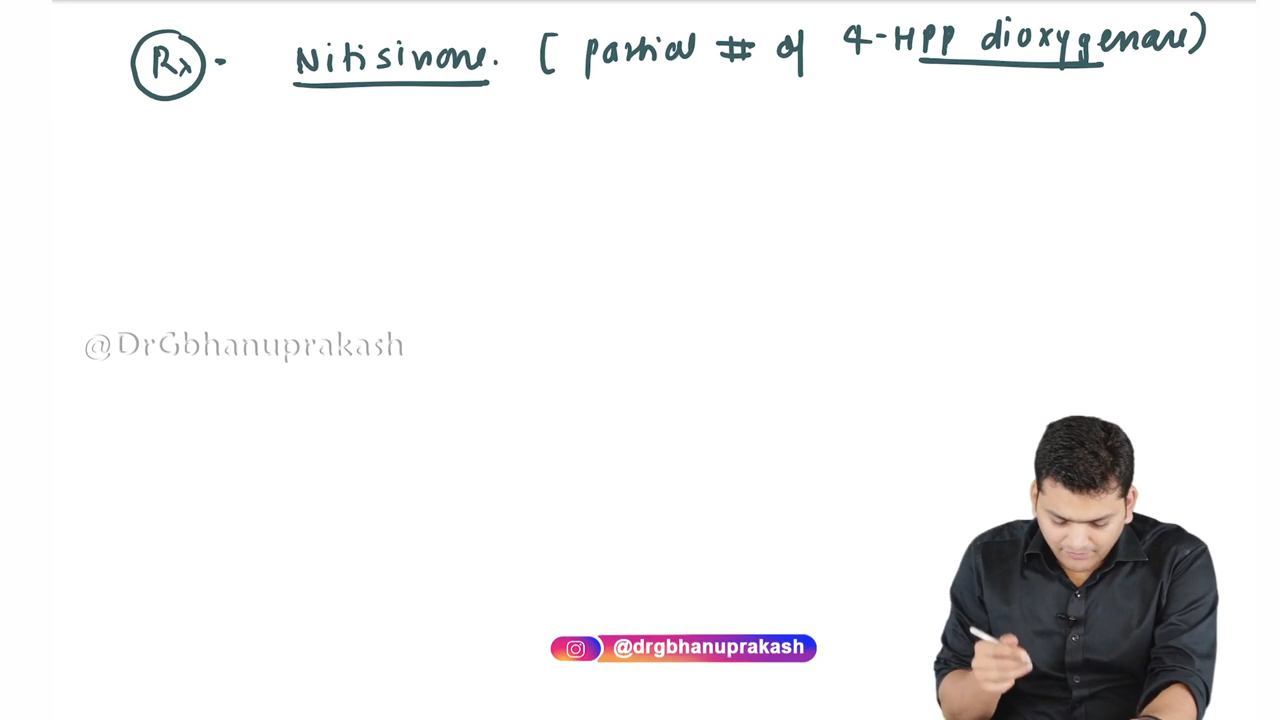 Rx - Nitisinone. [ partial # of 4-HPP dioxygenase)
@DrGbhanuprakash
@drgbhanuprakash